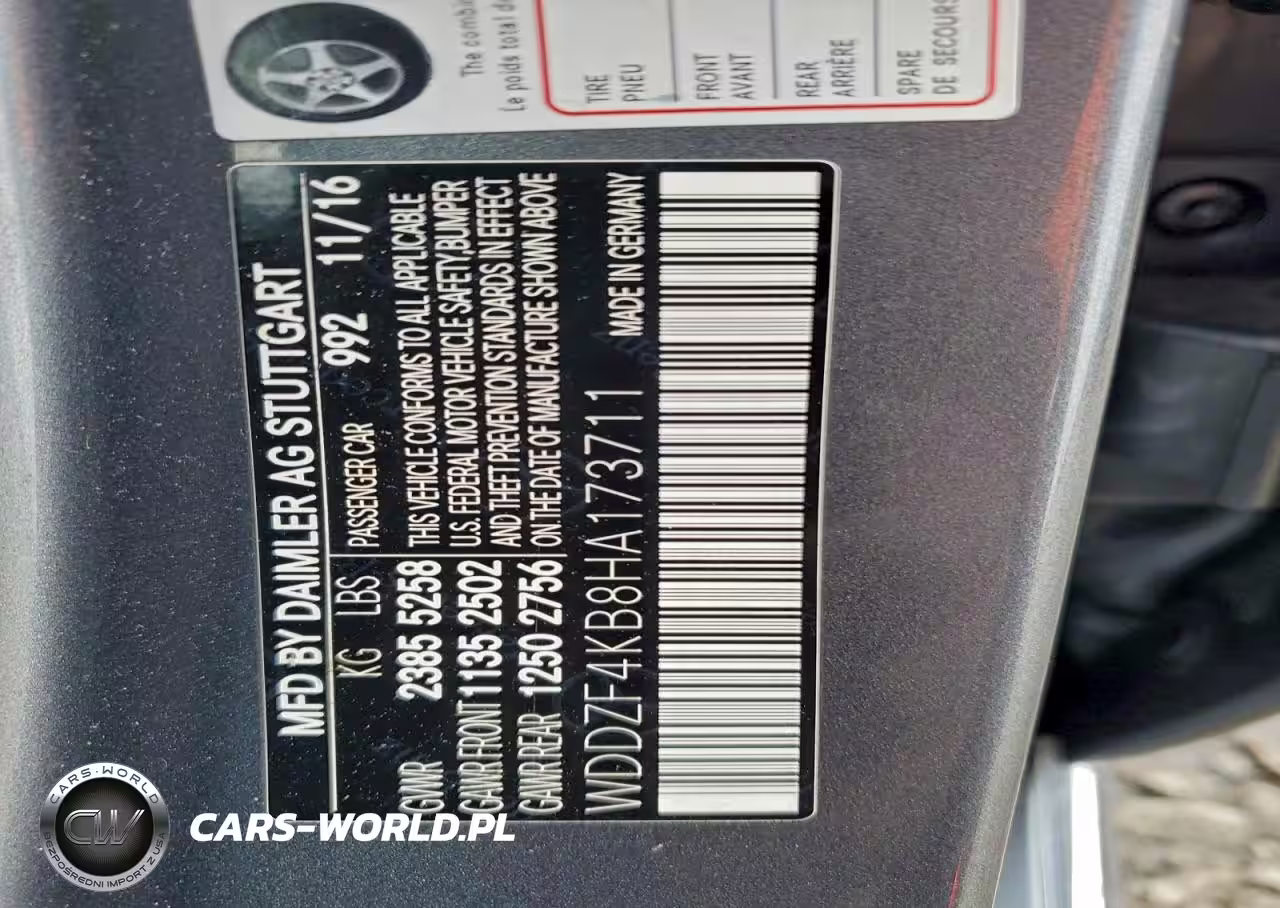 MFD BY DAIMLER AG STUTTGART
KG LBS PASSENGER CAR 992 11/16
GVWR 2385 5258 THIS VEHICLE CONFORMS TO ALL APPLICABLE
GAWR FRONT 1135 2502 U.S. FEDERAL MOTOR VEHICLE SAFETY,BUMPER
AND THEFT PREVENTION STANDARDS IN EFFECT
GAWR REAR 1250 2756 ON THE DATE OF MANUFACTURE SHOWN ABOVE
WDDZF4KB8HA173711 MADE IN GERMANY
The combin
Le poids total de
TIRE
PNEU
FRONT
AVANT
REAR
ARRIÈRE
SPARE
DE SECOURS
CARS-WORLD
CW
BEZPOŚREDNI IMPORT Z USA
CARS-WORLD.PL